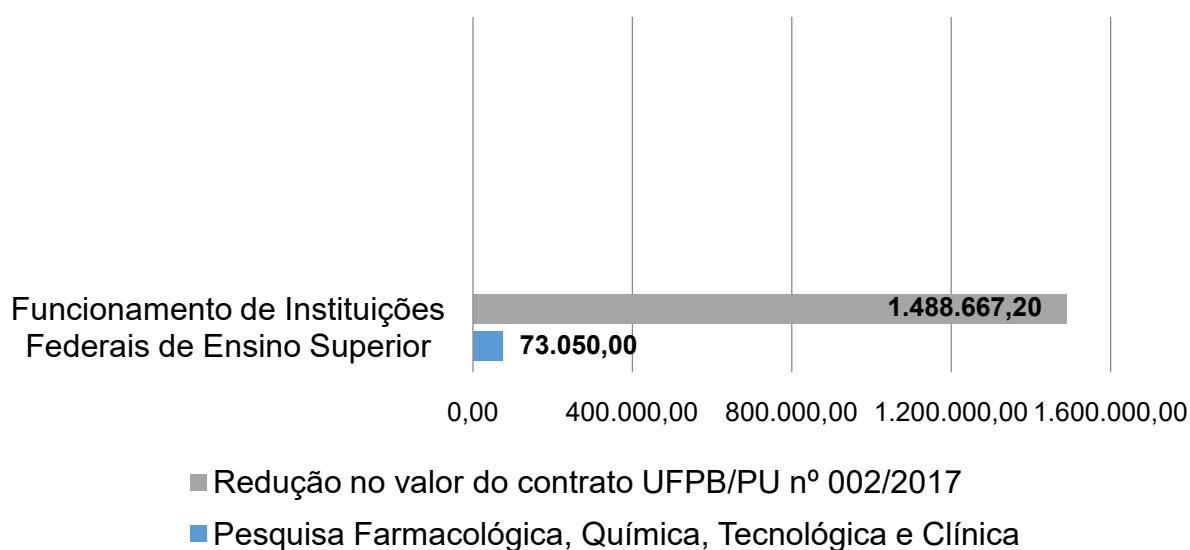 Funcionamento de Instituições
Federais de Ensino Superior
1.488.667,20
73.050,00
0,00 400.000,00 800.000,00 1.200.000,00 1.600.000,00
Redução no valor do contrato UFPB/PU nº 002/2017
Pesquisa Farmacológica, Química, Tecnológica e Clínica